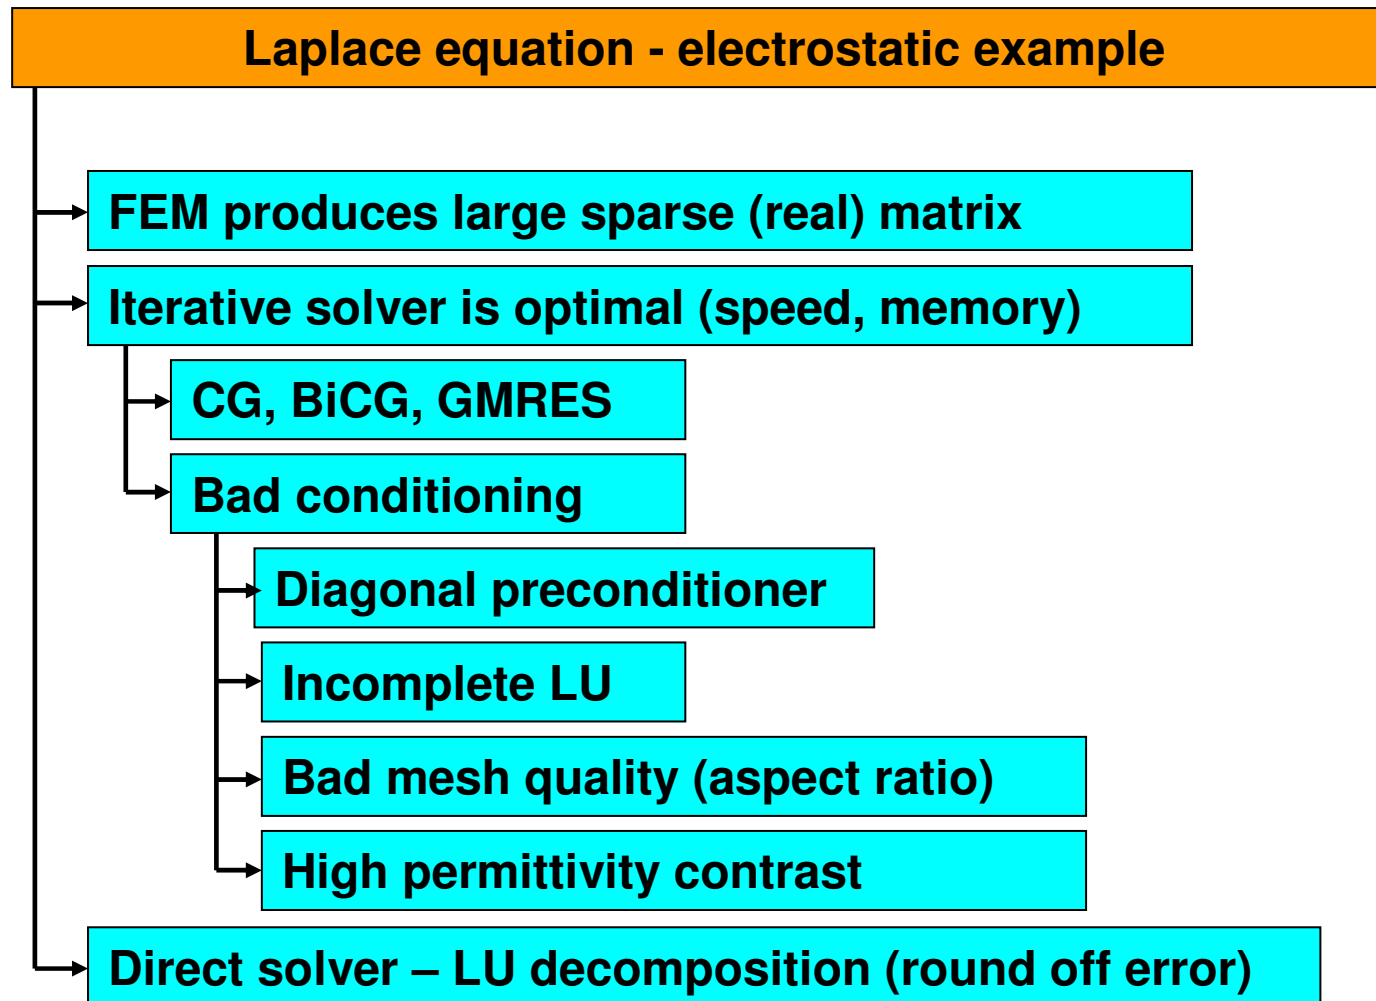 Laplace equation - electrostatic example
FEM produces large sparse (real) matrix
Iterative solver is optimal (speed, memory)
CG, BiCG, GMRES
Bad conditioning
Diagonal preconditioner
Incomplete LU
Bad mesh quality (aspect ratio)
High permittivity contrast
Direct solver – LU decomposition (round off error)